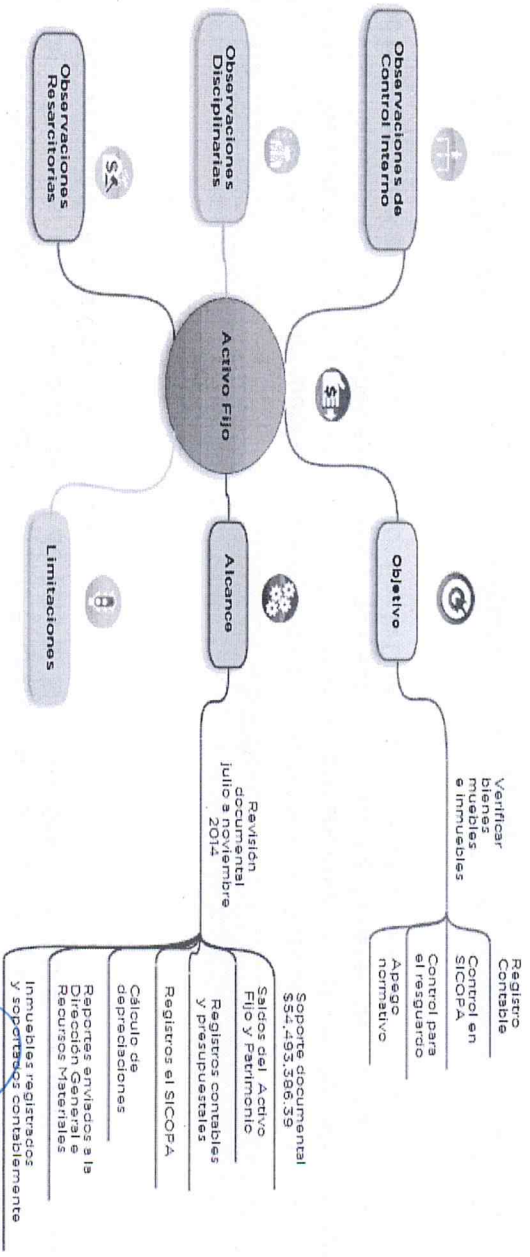 Observaciones de
Control Interno
Observaciones
Disciplinarias
Observaciones
Resarcitorias
Activo Fijo
Objetivo
Verificar
bienes
muebles
e inmuebles
Registro
Contable
Control en
SICOPA
Control para
el resguardo
Apego
normativo
Alcance
Revisión
documental
julio a noviembre
2014
Soporte documental
$54,493,386.39
Saldos del Activo
Fijo y Patrimonio
Registros contables
y presupuestales
Registros el SICOPA
Cálculo de
depreciaciones
Reportes enviados a la
Dirección General e
Recursos Materiales
Inmuebles registrados
y soportados contablemente
Limitaciones